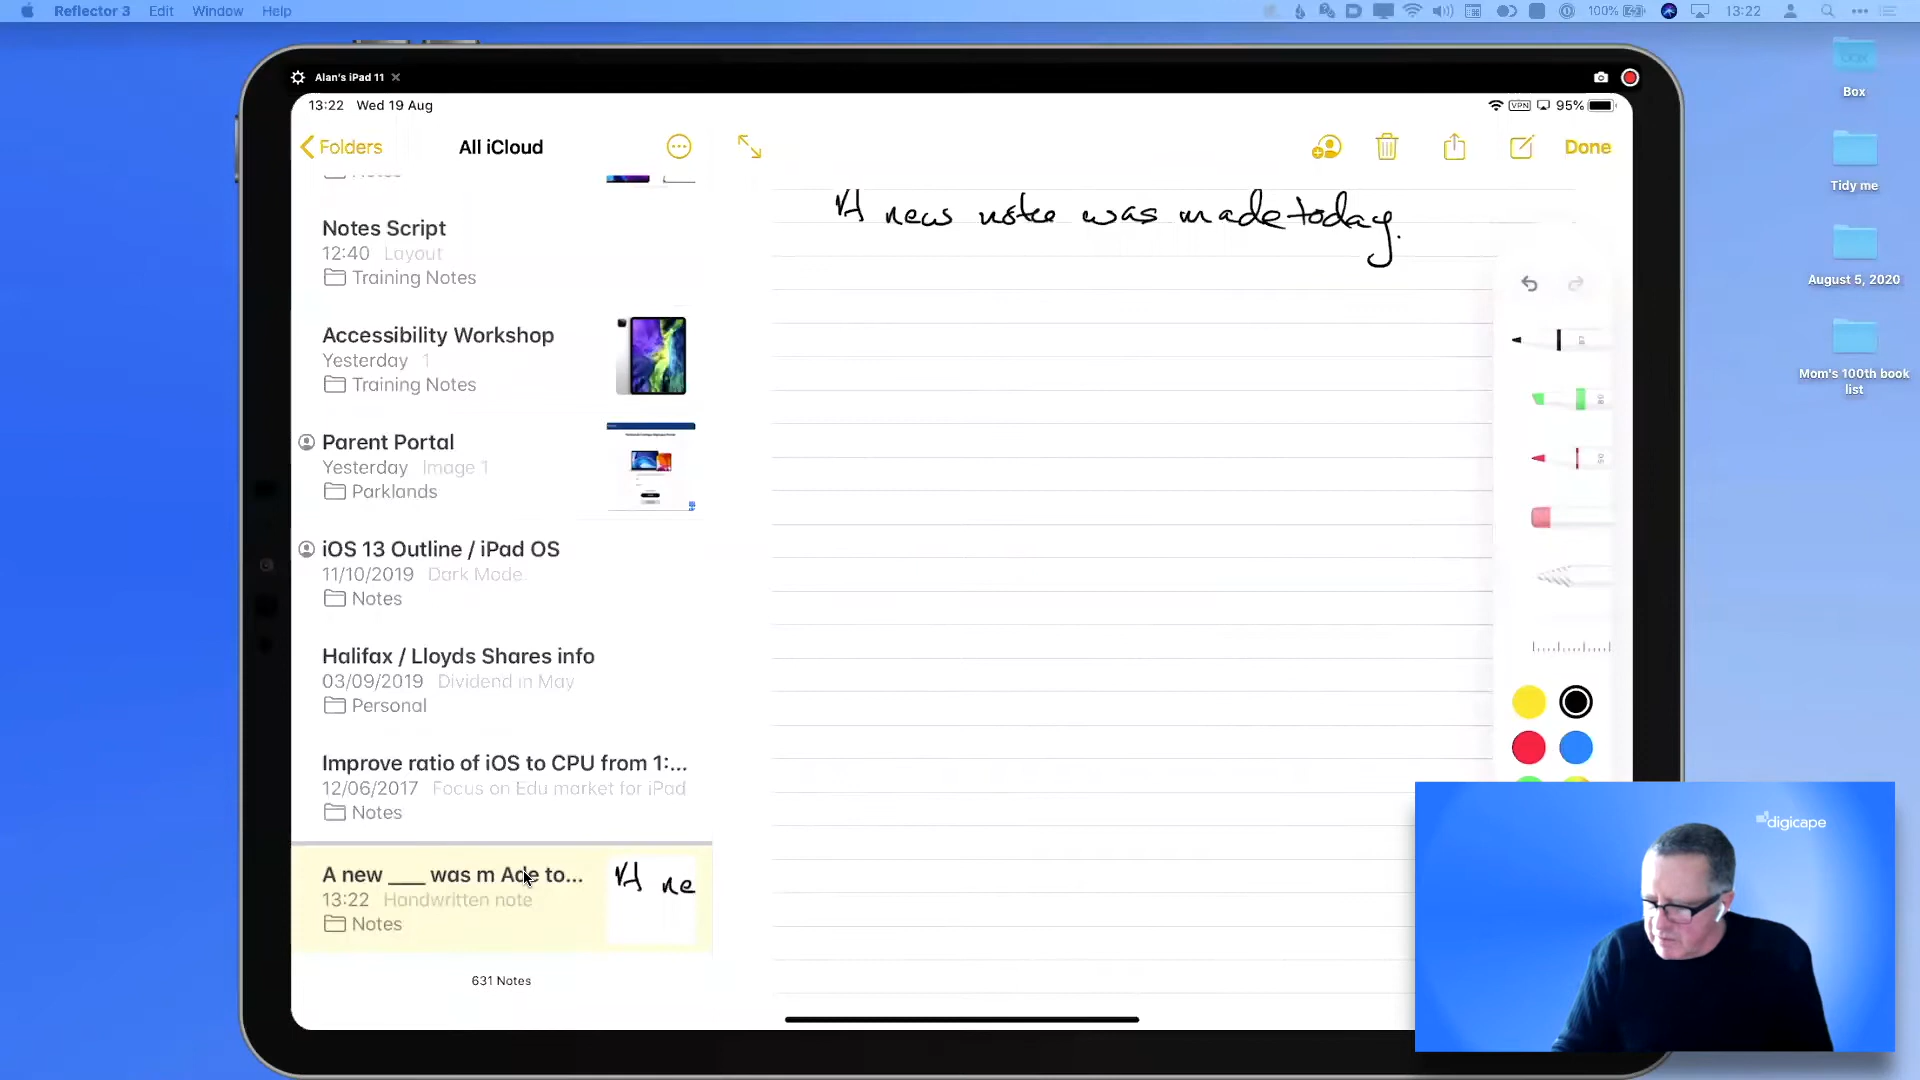 Reflector 3 Edit Window Help 100% 13:22
Alan's iPad 11
13:22 Wed 19 Aug VPN 95%
Folders All iCloud Done
Notes
Notes Script
12:40 Layout
Training Notes
Accessibility Workshop
Yesterday 1
Training Notes
Parent Portal
Yesterday Image 1
Parklands
iOS 13 Outline / iPad OS
11/10/2019 Dark Mode.
Notes
Halifax / Lloyds Shares info
03/09/2019 Dividend in May
Personal
Improve ratio of iOS to CPU from 1:...
12/06/2017 Focus on Edu market for iPad
Notes
A new ____ was m Ade to...
13:22 Handwritten note
Notes
A ne
631 Notes
A new note was made today.
Box
Tidy me
August 5, 2020
Mom's 100th book
list
digicape